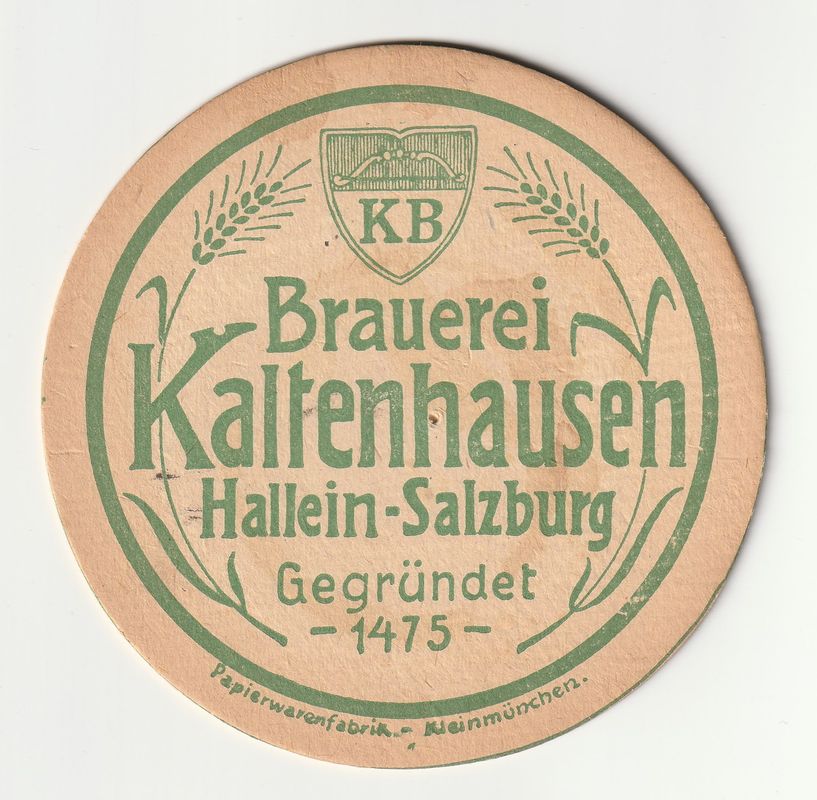 KB
Brauerei
Kaltenhausen
Hallein-Salzburg
Gegründet
-1475-
Papierwarenfabrik.- Kleinmünchen.